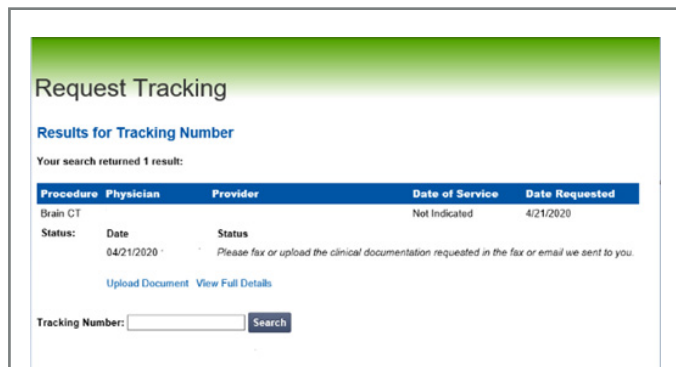 Request Tracking
Results for Tracking Number
Your search returned 1 result:
Procedure Physician Provider Date of Service Date Requested
Brain CT Not Indicated 4/21/2020
Status: Date Status
04/21/2020 Please fax or upload the clinical documentation requested in the fax or email we sent to you.
Upload Document View Full Details
Tracking Number: Search